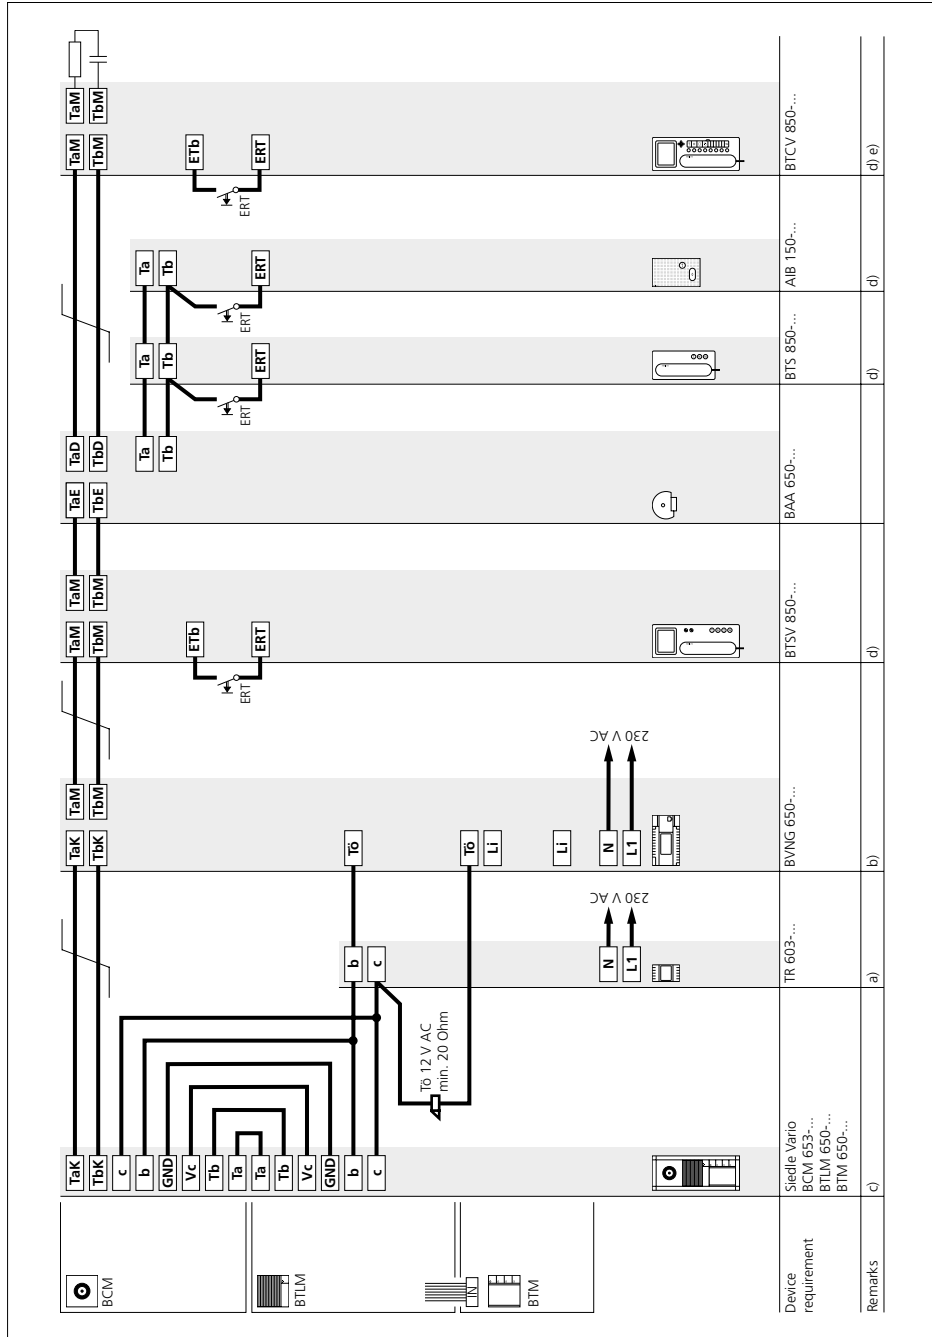 TaK TaK TaM TaM TaM TaE TaD TaM TaM
TbK TbK TbM TbM TbM TbE TbD TbM TbM
BCM
c
b Ta Ta Ta
GND Tb Tb Tb
Vc ETb ETb
Tb
Ta
ERT ERT ERT ERT
Ta ERT ERT ERT ERT
Tb
BTLM
Vc
GND
b b Tö
c c
Tö 12 V AC
min. 20 Ohm
IN Tö
Li
BTM
Li
N N
230 V AC 230 V AC
L1 L1
Device
requirement
Siedle Vario
BCM 653-...
BTLM 650-...
BTM 650-...
TR 603-...
BVNG 650-...
BTSV 850-...
BAA 650-...
BTS 850-...
AIB 150-...
BTCV 850-...
Remarks c) a) b) d) d) d) d) e)